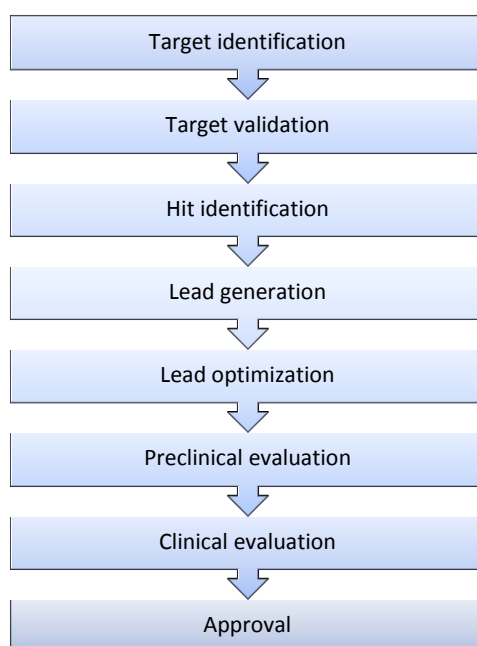 Target identification
Target validation
Hit identification
Lead generation
Lead optimization
Preclinical evaluation
Clinical evaluation
Approval